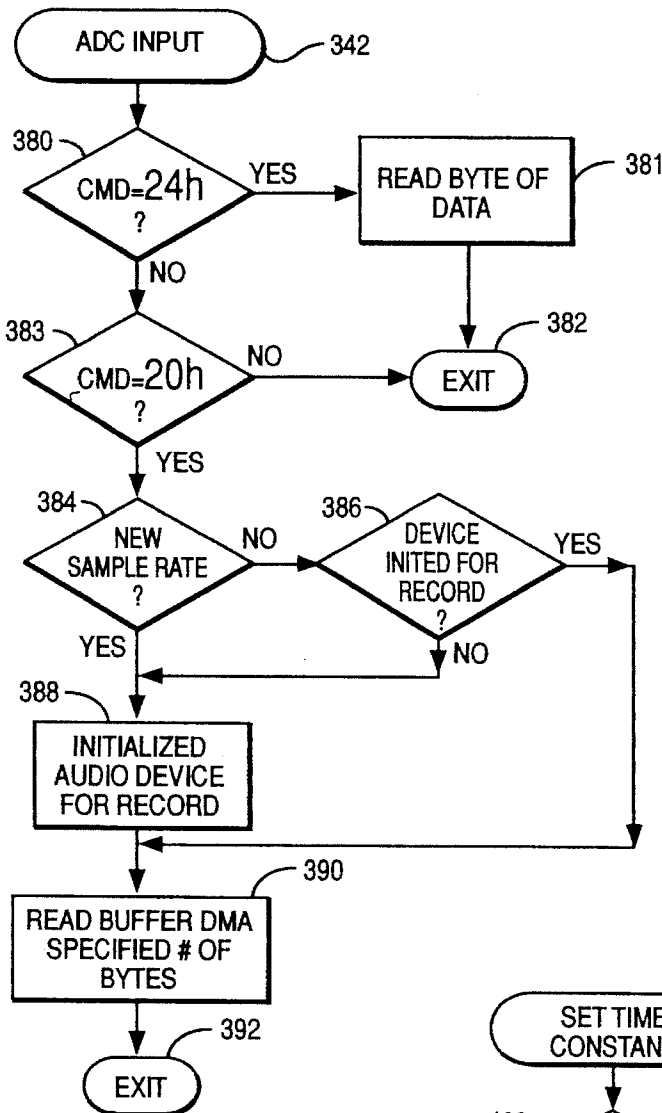 ADC INPUT
342
380
CMD=24h
?
YES
READ BYTE OF
DATA
381
NO
383
CMD=20h
?
NO
382
EXIT
YES
384
NEW
SAMPLE RATE
?
NO
386
DEVICE
INITED FOR
RECORD
?
YES
YES
NO
388
INITIALIZED
AUDIO DEVICE
FOR RECORD
390
READ BUFFER DMA
SPECIFIED # OF
BYTES
392
EXIT
SET TIME
CONSTAN